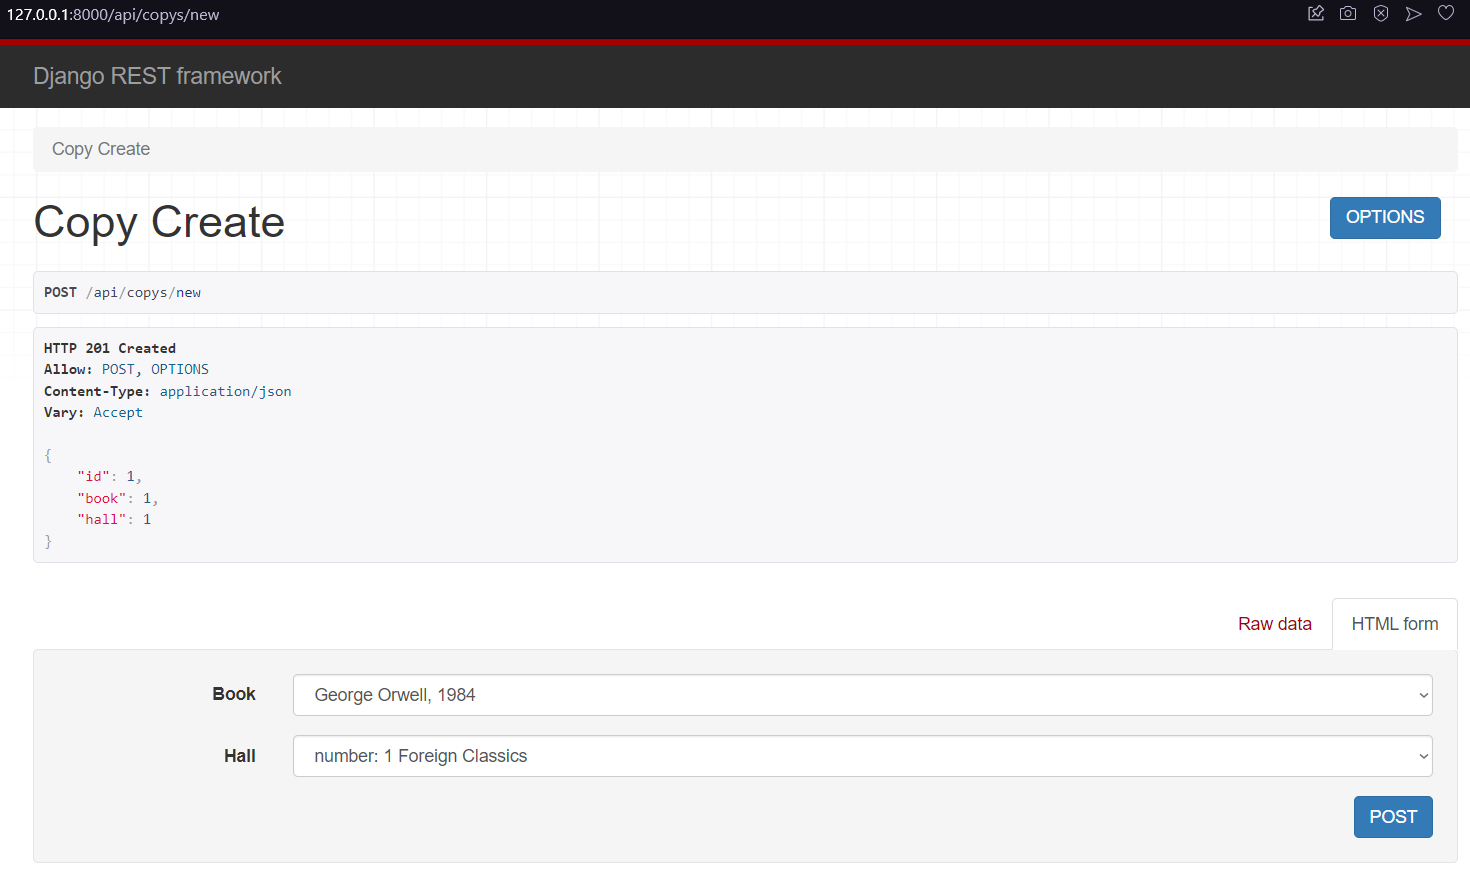 127.0.0.1:8000/api/copys/new
Django REST framework
Copy Create
Copy Create
OPTIONS
POST /api/copys/new
HTTP 201 Created
Allow: POST, OPTIONS
Content-Type: application/json
Vary: Accept
{
    "id": 1,
    "book": 1,
    "hall": 1
}
Raw data
HTML form
Book
George Orwell, 1984
Hall
number: 1 Foreign Classics
POST